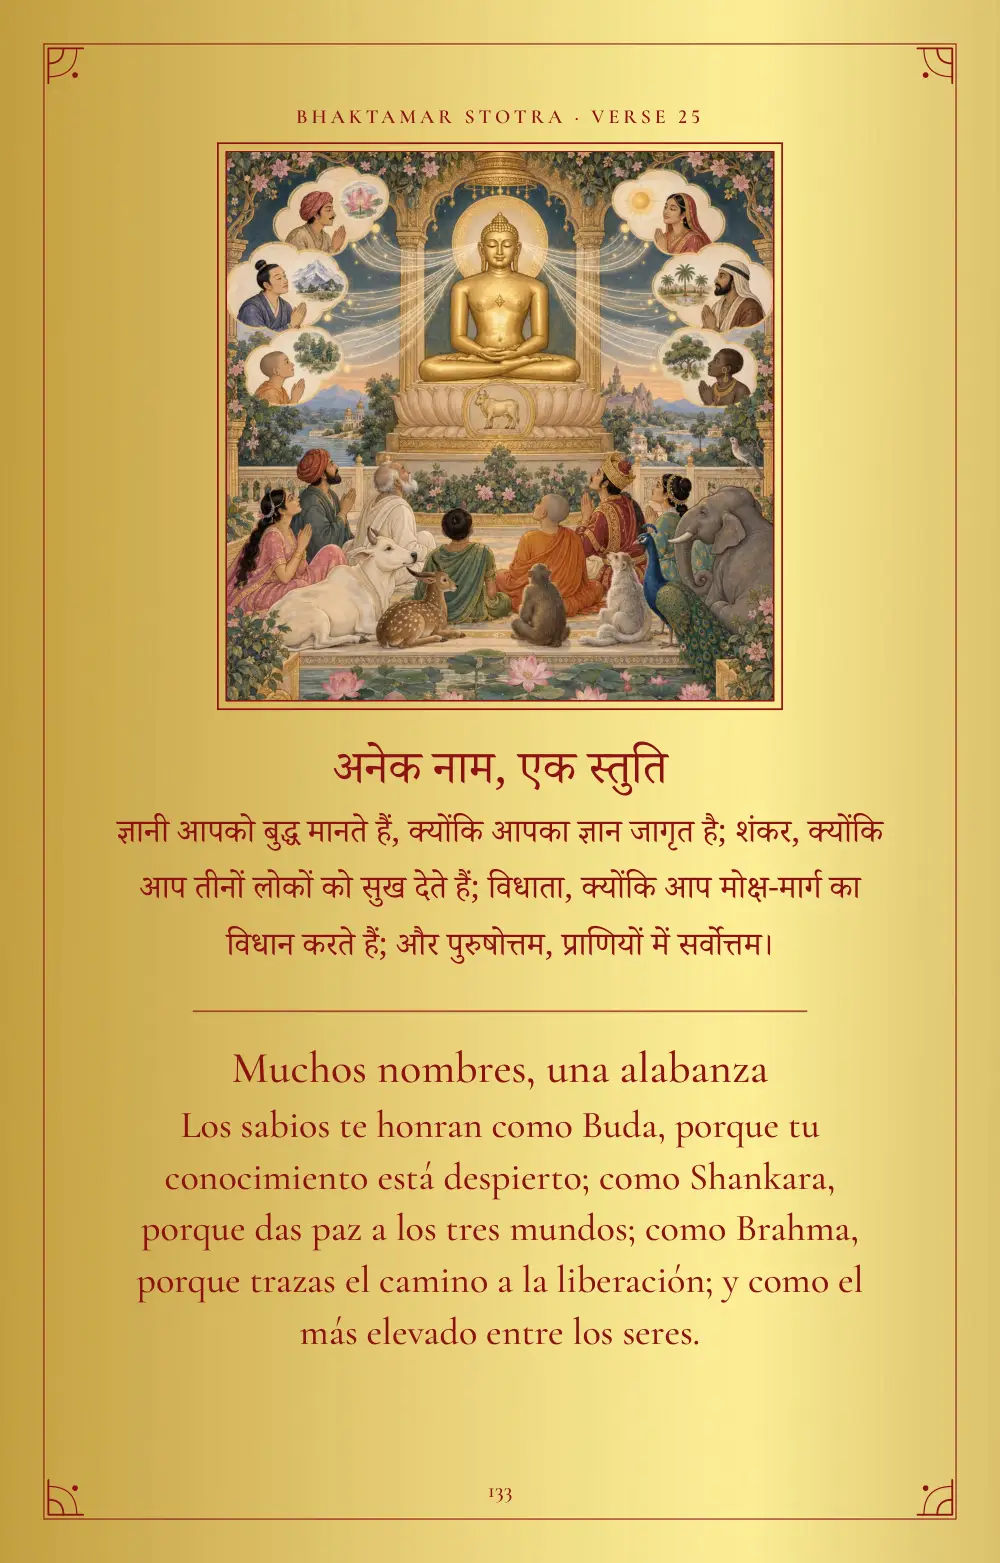 BHAKTAMAR STOTRA · VERSE 25
अनेक नाम, एक स्तुति
ज्ञानी आपको बुद्ध मानते हैं, क्योंकि आपका ज्ञान जागृत है; शंकर, क्योंकि
आप तीनों लोकों को सुख देते हैं; विधाता, क्योंकि आप मोक्ष-मार्ग का
विधान करते हैं; और पुरुषोत्तम, प्राणियों में सर्वोत्तम।
Muchos nombres, una alabanza
Los sabios te honran como Buda, porque tu
conocimiento está despierto; como Shankara,
porque das paz a los tres mundos; como Brahma,
porque trazas el camino a la liberación; y como el
más elevado entre los seres.
133